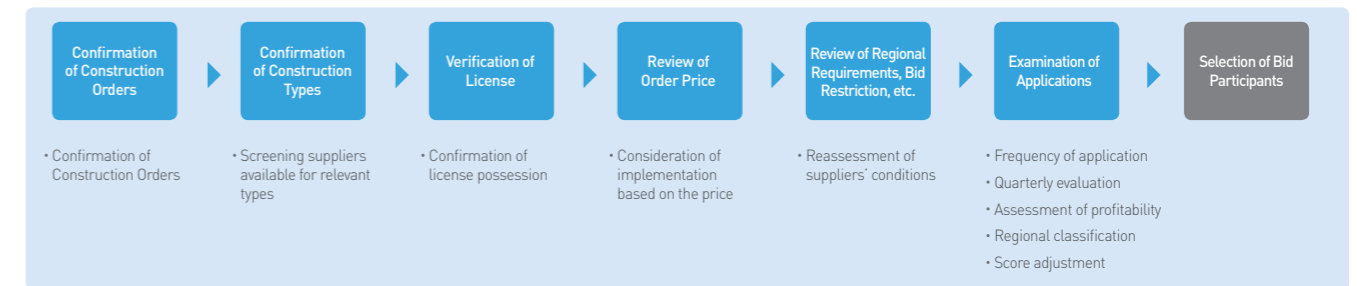 Confirmation
of Construction
Orders
Confirmation
of Construction
Types
Verification of
License
Review of
Order Price
Review of Regional
Requirements, Bid
Restriction, etc.
Examination of
Applications
Selection of Bid
Participants
• Confirmation of
Construction Orders
• Screening suppliers
available for relevant
types
• Confirmation of
license possession
• Consideration of
implementation
based on the price
• Reassessment of
suppliers’ conditions
• Frequency of application
• Quarterly evaluation
• Assessment of profitability
• Regional classification
• Score adjustment